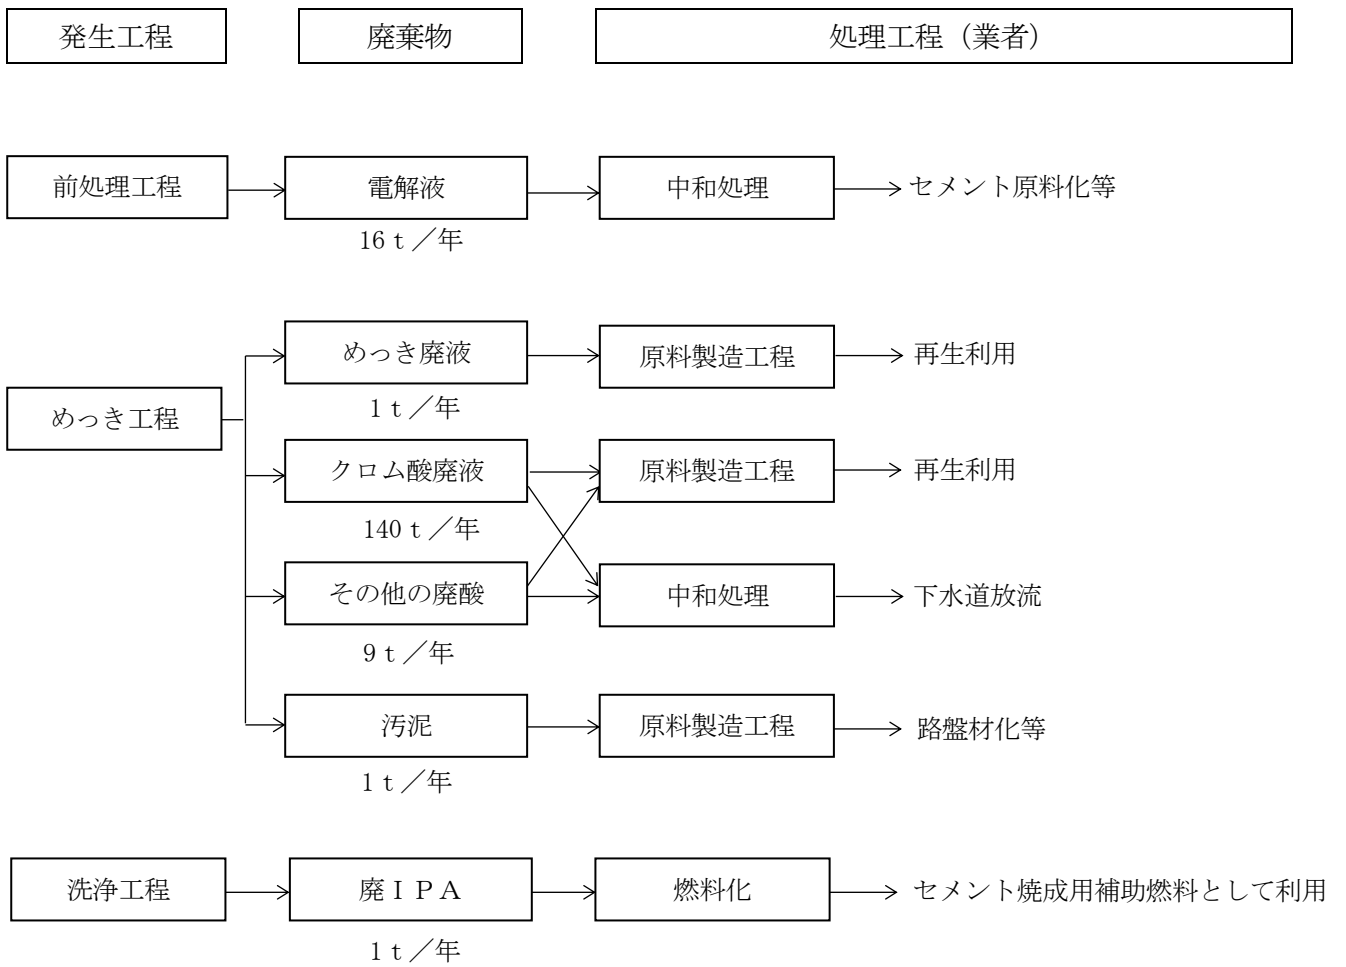 発生工程
廃棄物
処理工程（業者）
前処理工程
電解液
中和処理
セメント原料化等
16ｔ／年
めっき工程
めっき廃液
原料製造工程
再生利用
1ｔ／年
クロム酸廃液
原料製造工程
再生利用
140ｔ／年
その他の廃酸
中和処理
下水道放流
9ｔ／年
汚泥
原料製造工程
路盤材化等
1ｔ／年
洗浄工程
廃ＩＰＡ
燃料化
セメント焼成用補助燃料として利用
1ｔ／年